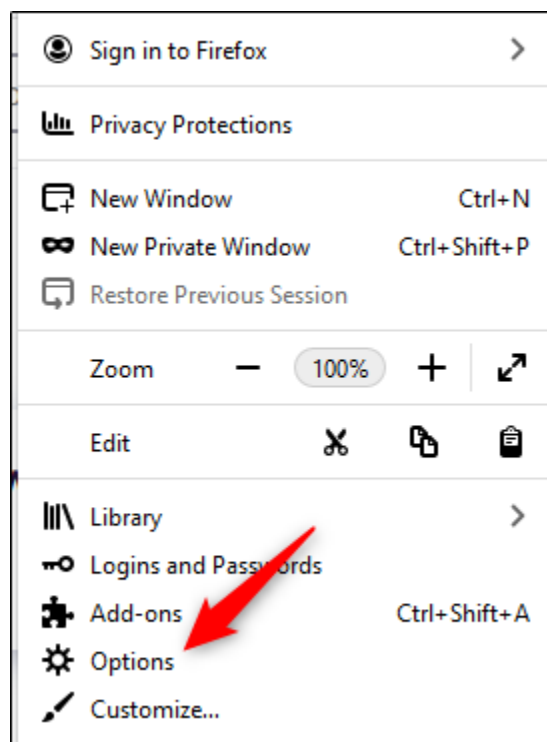 Sign in to Firefox
Privacy Protections
New Window Ctrl+N
New Private Window Ctrl+Shift+P
Restore Previous Session
Zoom 100%
Edit
Library
Logins and Passwords
Add-ons Ctrl+Shift+A
Options
Customize...